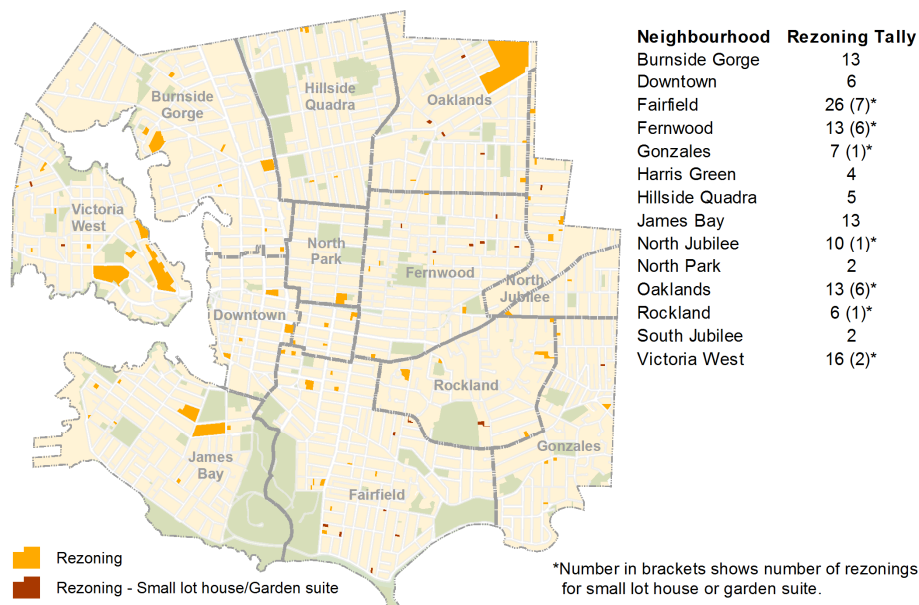 Burnside
Gorge
Hillside
Quadra
Oaklands
Victoria
West
North
Park
Fernwood
North
Jubilee
Downtown
Rockland
Gonzales
James
Bay
Fairfield
Rezoning
Rezoning - Small lot house/Garden suite
Neighbourhood Rezoning Tally
Burnside Gorge 13
Downtown 6
Fairfield 26 (7)*
Fernwood 13 (6)*
Gonzales 7 (1)*
Harris Green 4
Hillside Quadra 5
James Bay 13
North Jubilee 10 (1)*
North Park 2
Oaklands 13 (6)*
Rockland 6 (1)*
South Jubilee 2
Victoria West 16 (2)*
*Number in brackets shows number of rezonings
for small lot house or garden suite.